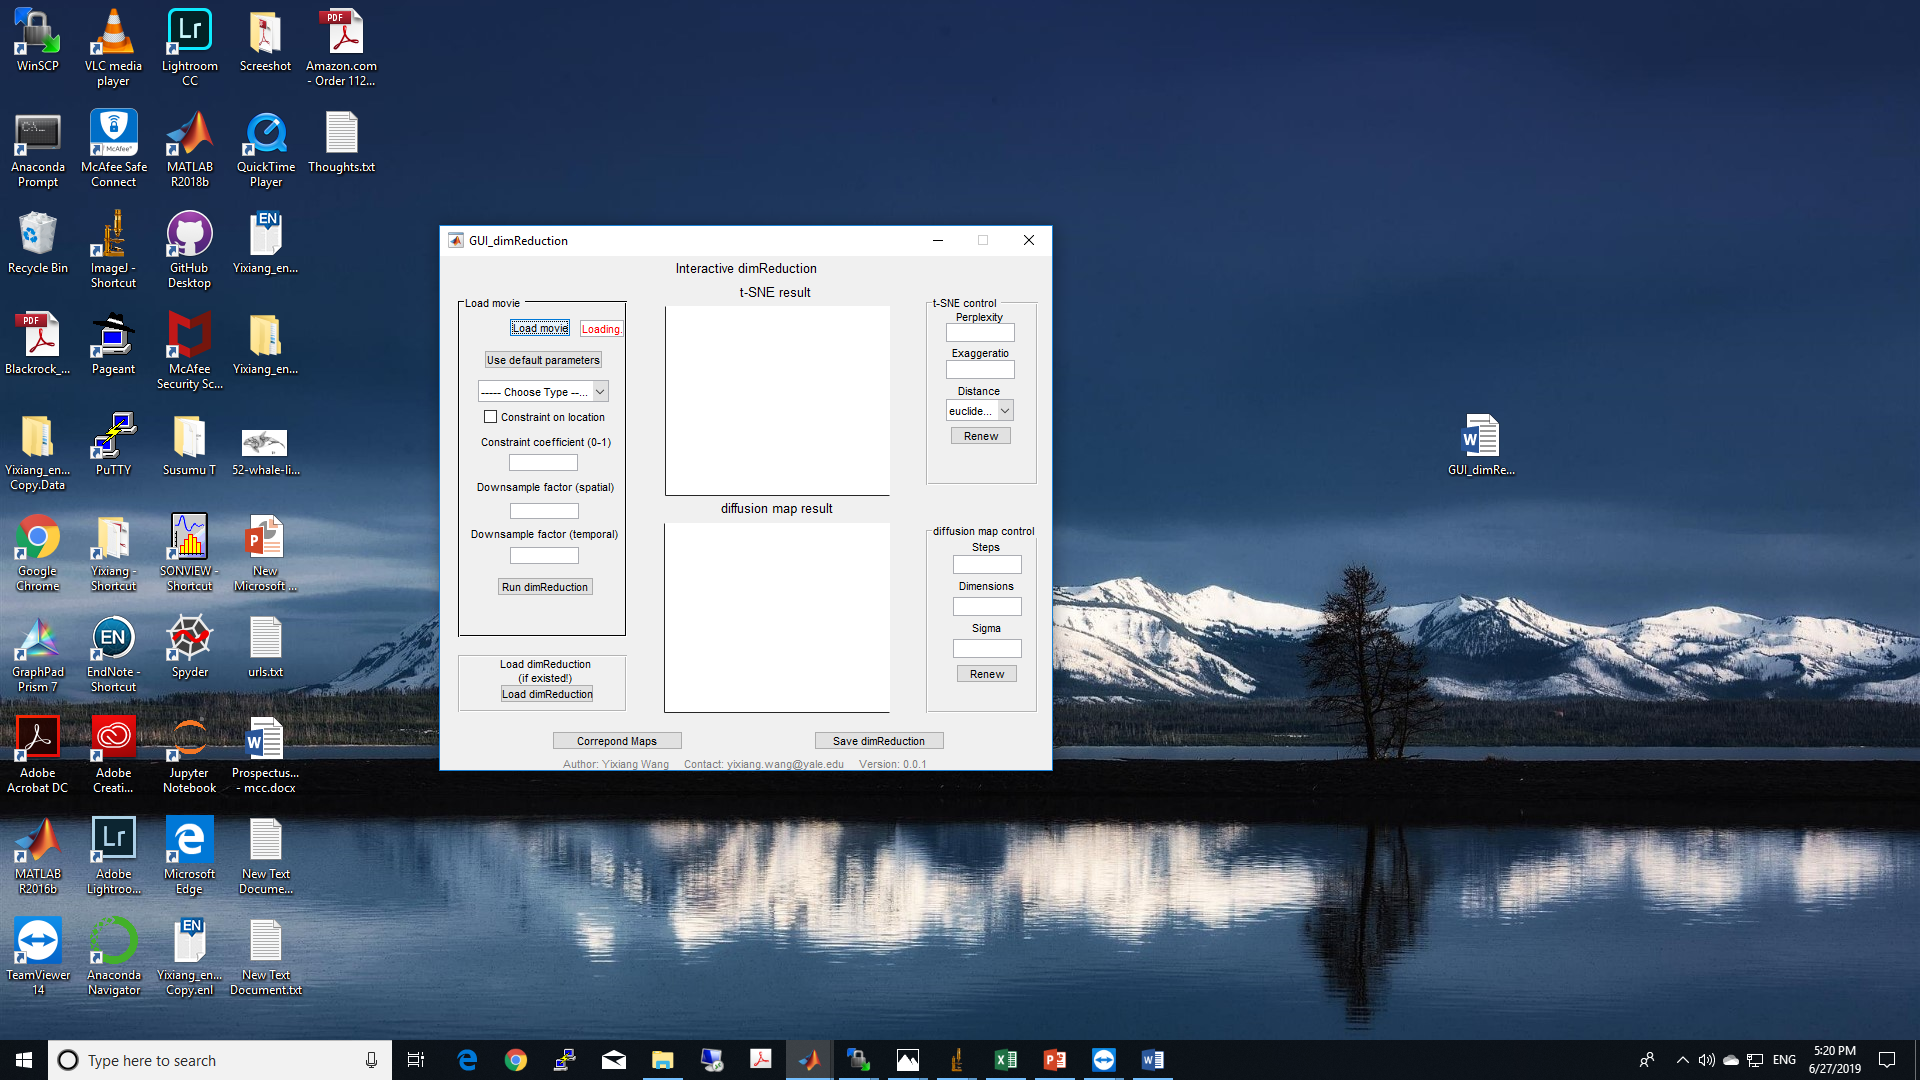 WinSCP
VLC media
player
Lightroom
CC
Screeshot
Amazom.com
- Order 112...
Anaconda
Prompt
McAfee Safe
Connect
MATLAB
R2018b
QuickTime
Player
Thoughts.txt
Recycle Bin
ImageJ -
Shortcut
GitHub
Desktop
Yixiang_en...
Blackrock_...
Pageant
McAfee
Security Sc...
Yixiang_en...
Yixiang_en...
Copy.Data
PuTTY
Susumu T
52-whale-li...
Google
Chrome
Yixiang -
Shortcut
SONVIEW -
Shortcut
New
Microsoft ...
GraphPad
Prism 7
EndNote -
Shortcut
Spyder
urls.txt
Adobe
Acrobat DC
Adobe
Creati...
Jupyter
Notebook
Prospectus...
- mcc.docx
MATLAB
R2016b
Adobe
Lightroo...
Microsoft
Edge
New Text
Docume...
TeamViewer
14
Anaconda
Navigator
Yixiang_en...
Copy.enl
New Text
Document.txt
GUI_dimReduction
Interactive dimReduction
Load movie
Load movie
Loading.
Use default parameters
----- Choose Type --...
Constraint on location
Constraint coefficient (0-1)
Downsample factor (spatial)
Downsample factor (temporal)
Run dimReduction
Load dimReduction
(if existed!)
Load dimReduction
t-SNE result
diffusion map result
t-SNE control
Perplexity
Exaggeratio
Distance
euclide...
Renew
diffusion map control
Steps
Dimensions
Sigma
Renew
Correpond Maps
Save dimReduction
Author: Yixiang Wang Contact: yixiang.wang@yale.edu Version: 0.0.1
GUI_dimRe...
Type here to search
ENG
5:20 PM
6/27/2019